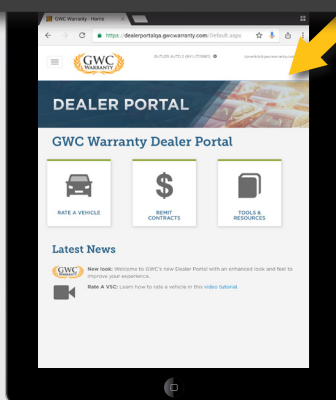 GWC Warranty - Home
https://dealerportalqa.gwcwarranty.com/Default.aspx
GWC
WARRANTY
DEALER PORTAL
GWC Warranty Dealer Portal
RATE A VEHICLE
REMIT
CONTRACTS
TOOLS &
RESOURCES
Latest News
GWC
WARRANTY
New look: Welcome to GWC's new Dealer Portal with an enhanced look and feel to
improve your experience.
Rate A VSC: Learn how to rate a vehicle in this video tutorial.